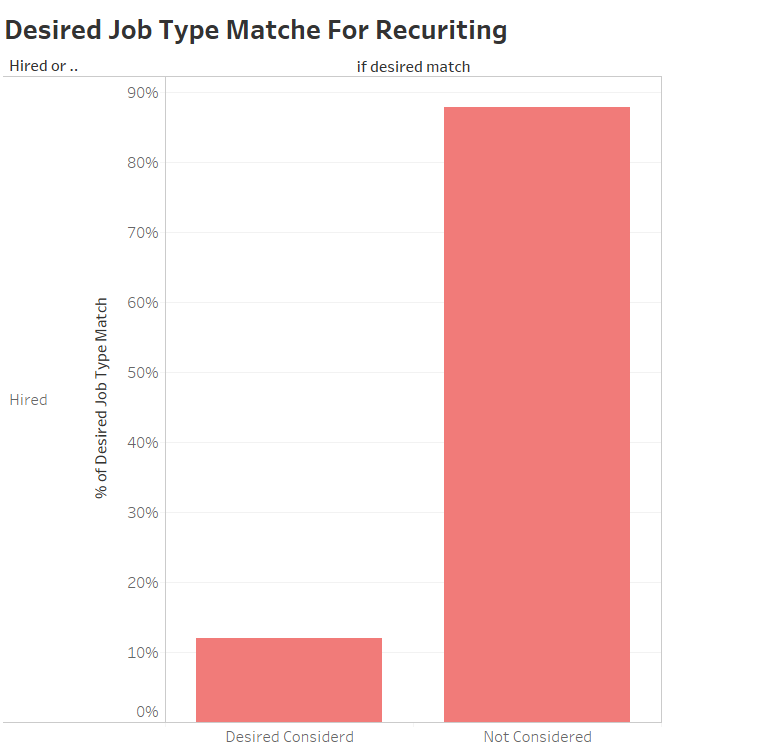 Desired Job Type Matche For Recuriting
Hired or ..
if desired match
90%
80%
70%
60%
50%
40%
30%
20%
10%
0%
% of Desired Job Type Match
Hired
Desired Considerd
Not Considered